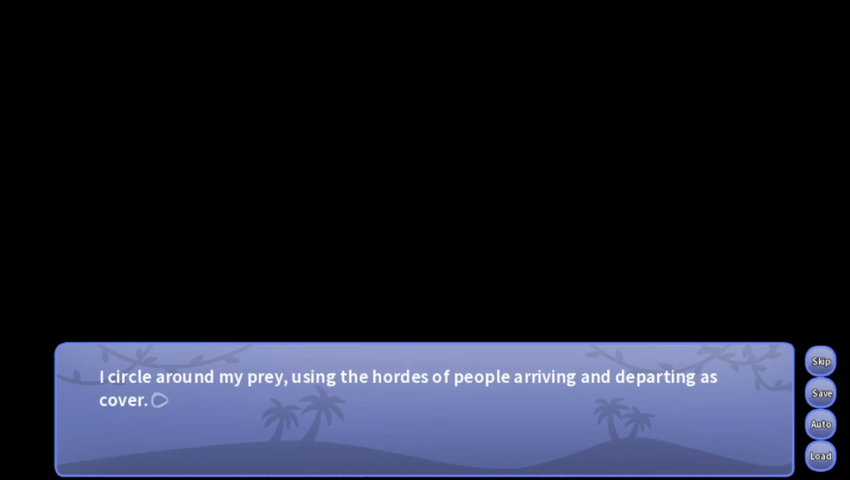 I circle around my prey, using the hordes of people arriving and departing as
cover.
Skip
Save
Auto
Load